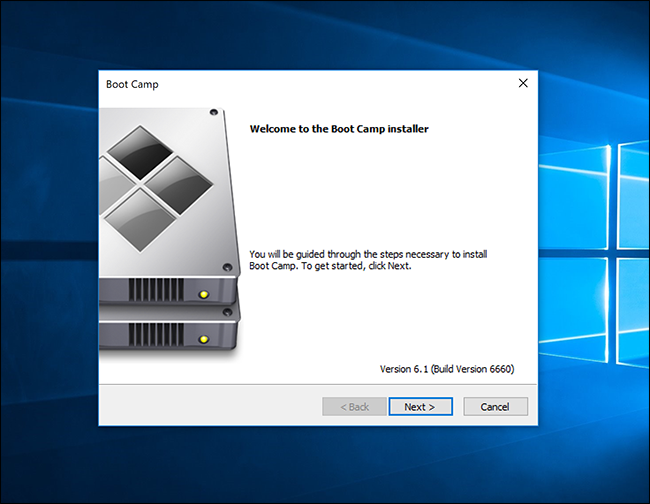 Boot Camp
Welcome to the Boot Camp installer
You will be guided through the steps necessary to install
Boot Camp. To get started, click Next.
Version 6.1 (Build Version 6660)
< Back
Next >
Cancel